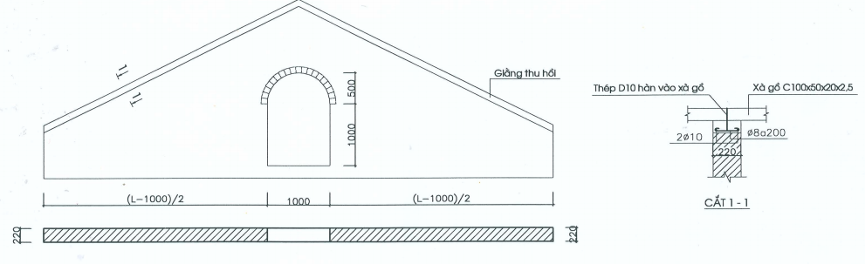 Giằng thu hồi
1
1
500
1000
(L-1000)/2
1000
(L-1000)/2
220
220
Thép D10 hàn vào xà gồ
Xà gồ C100x50x20x2,5
2ø10
ø8a200
220
CẮT 1 - 1